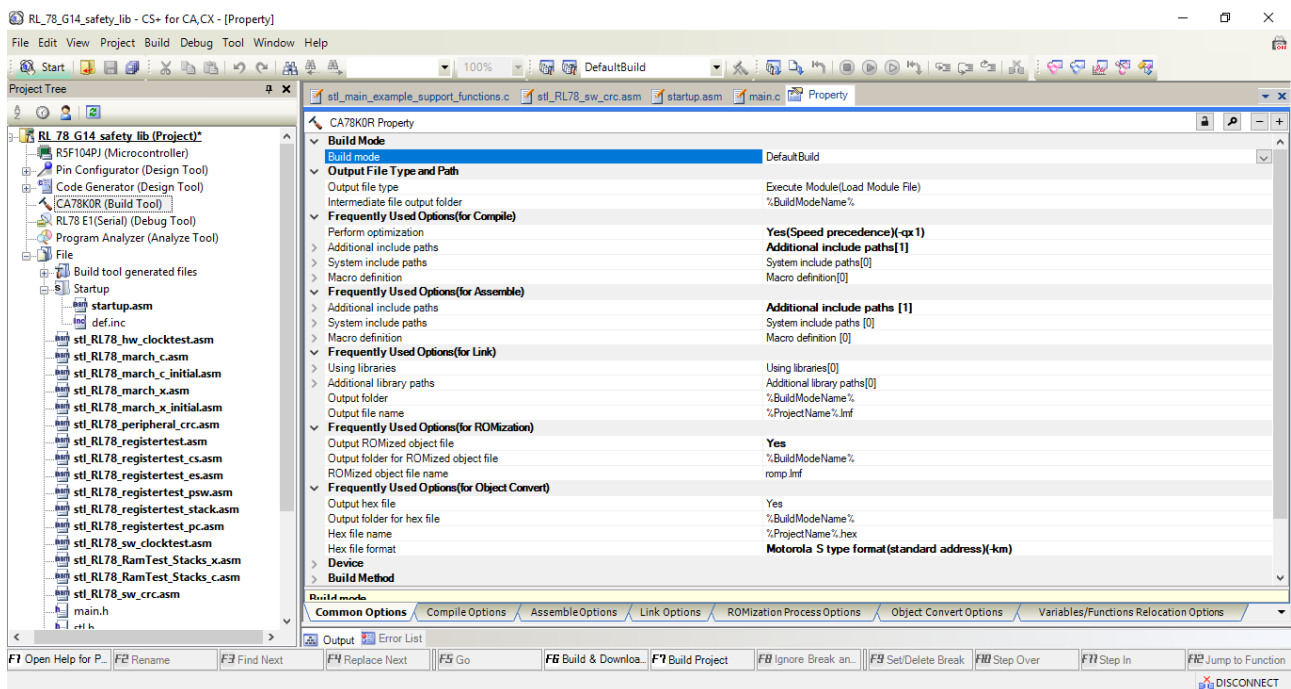 RL_78_G14_safety_lib - CS+ for CA,CX - [Property]
File Edit View Project Build Debug Tool Window Help
Start 100% DefaultBuild
Project Tree
stl_main_example_support_functions.c stl_RL78_sw_crc.asm startup.asm main.c Property
RL_78_G14_safety_lib (Project)*
R5F104PJ (Microcontroller)
Pin Configurator (Design Tool)
Code Generator (Design Tool)
CA78K0R (Build Tool)
RL78 E1(Serial) (Debug Tool)
Program Analyzer (Analyze Tool)
File
Build tool generated files
Startup
startup.asm
def.inc
stl_RL78_hw_clocktest.asm
stl_RL78_march_c.asm
stl_RL78_march_c_initial.asm
stl_RL78_march_x.asm
stl_RL78_march_x_initial.asm
stl_RL78_peripheral_crc.asm
stl_RL78_registertest.asm
stl_RL78_registertest_cs.asm
stl_RL78_registertest_es.asm
stl_RL78_registertest_psw.asm
stl_RL78_registertest_stack.asm
stl_RL78_registertest_pc.asm
stl_RL78_sw_clocktest.asm
stl_RL78_RamTest_Stacks_x.asm
stl_RL78_RamTest_Stacks_c.asm
stl_RL78_sw_crc.asm
main.h
stl.h
CA78K0R Property
Build Mode
Build mode DefaultBuild
Output File Type and Path
Output file type Execute Module(Load Module File)
Intermediate file output folder %BuildModeName%
Frequently Used Options(for Compile)
Perform optimization Yes(Speed precedence)(-qx1)
Additional include paths Additional include paths[1]
System include paths System include paths[0]
Macro definition Macro definition[0]
Frequently Used Options(for Assemble)
Additional include paths Additional include paths [1]
System include paths System include paths [0]
Macro definition Macro definition [0]
Frequently Used Options(for Link)
Using libraries Using libraries[0]
Additional library paths Additional library paths[0]
Output folder %BuildModeName%
Output file name %ProjectName%.lmf
Frequently Used Options(for ROMization)
Output ROMized object file Yes
Output folder for ROMized object file %BuildModeName%
ROMized object file name romp.lmf
Frequently Used Options(for Object Convert)
Output hex file Yes
Output folder for hex file %BuildModeName%
Hex file name %ProjectName%.hex
Hex file format Motorola S type format(standard address)(-km)
Device
Build Method
Build mode
Common Options Compile Options Assemble Options Link Options ROMization Process Options Object Convert Options Variables/Functions Relocation Options
Output Error List
F1 Open Help for P... F2 Rename F3 Find Next F4 Replace Next F5 Go F6 Build & Downloa... F7 Build Project F8 Ignore Break an... F9 Set/Delete Break F10 Step Over F11 Step In F12 Jump to Function
DISCONNECT